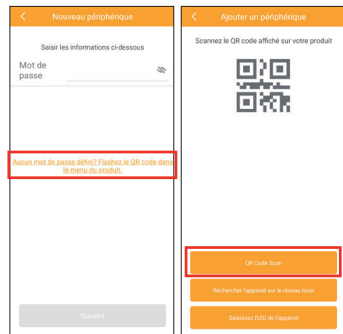 Nouveau périphérique
Saisir les informations ci-dessous
Mot de
passe
Aucun mot de passe défini? Flashez le QR code dans
le menu du produit.
Suivant
Ajouter un périphérique
Scannez le QR code affiché sur votre produit
QR Code Scan
Rechercher l'appareil sur le réseau local
Saisissez l'UID de l'appareil